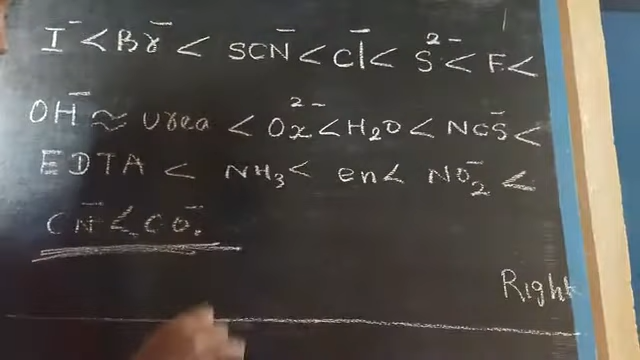 I⁻ < Br⁻ < SCN⁻ < Cl⁻ < S²⁻ < F <
OH⁻ ≈ urea < Ox²⁻ < H₂O < NCS⁻ <
EDTA < NH₃ < en < NO₂⁻ <
CN⁻ < CO⁻.
Right